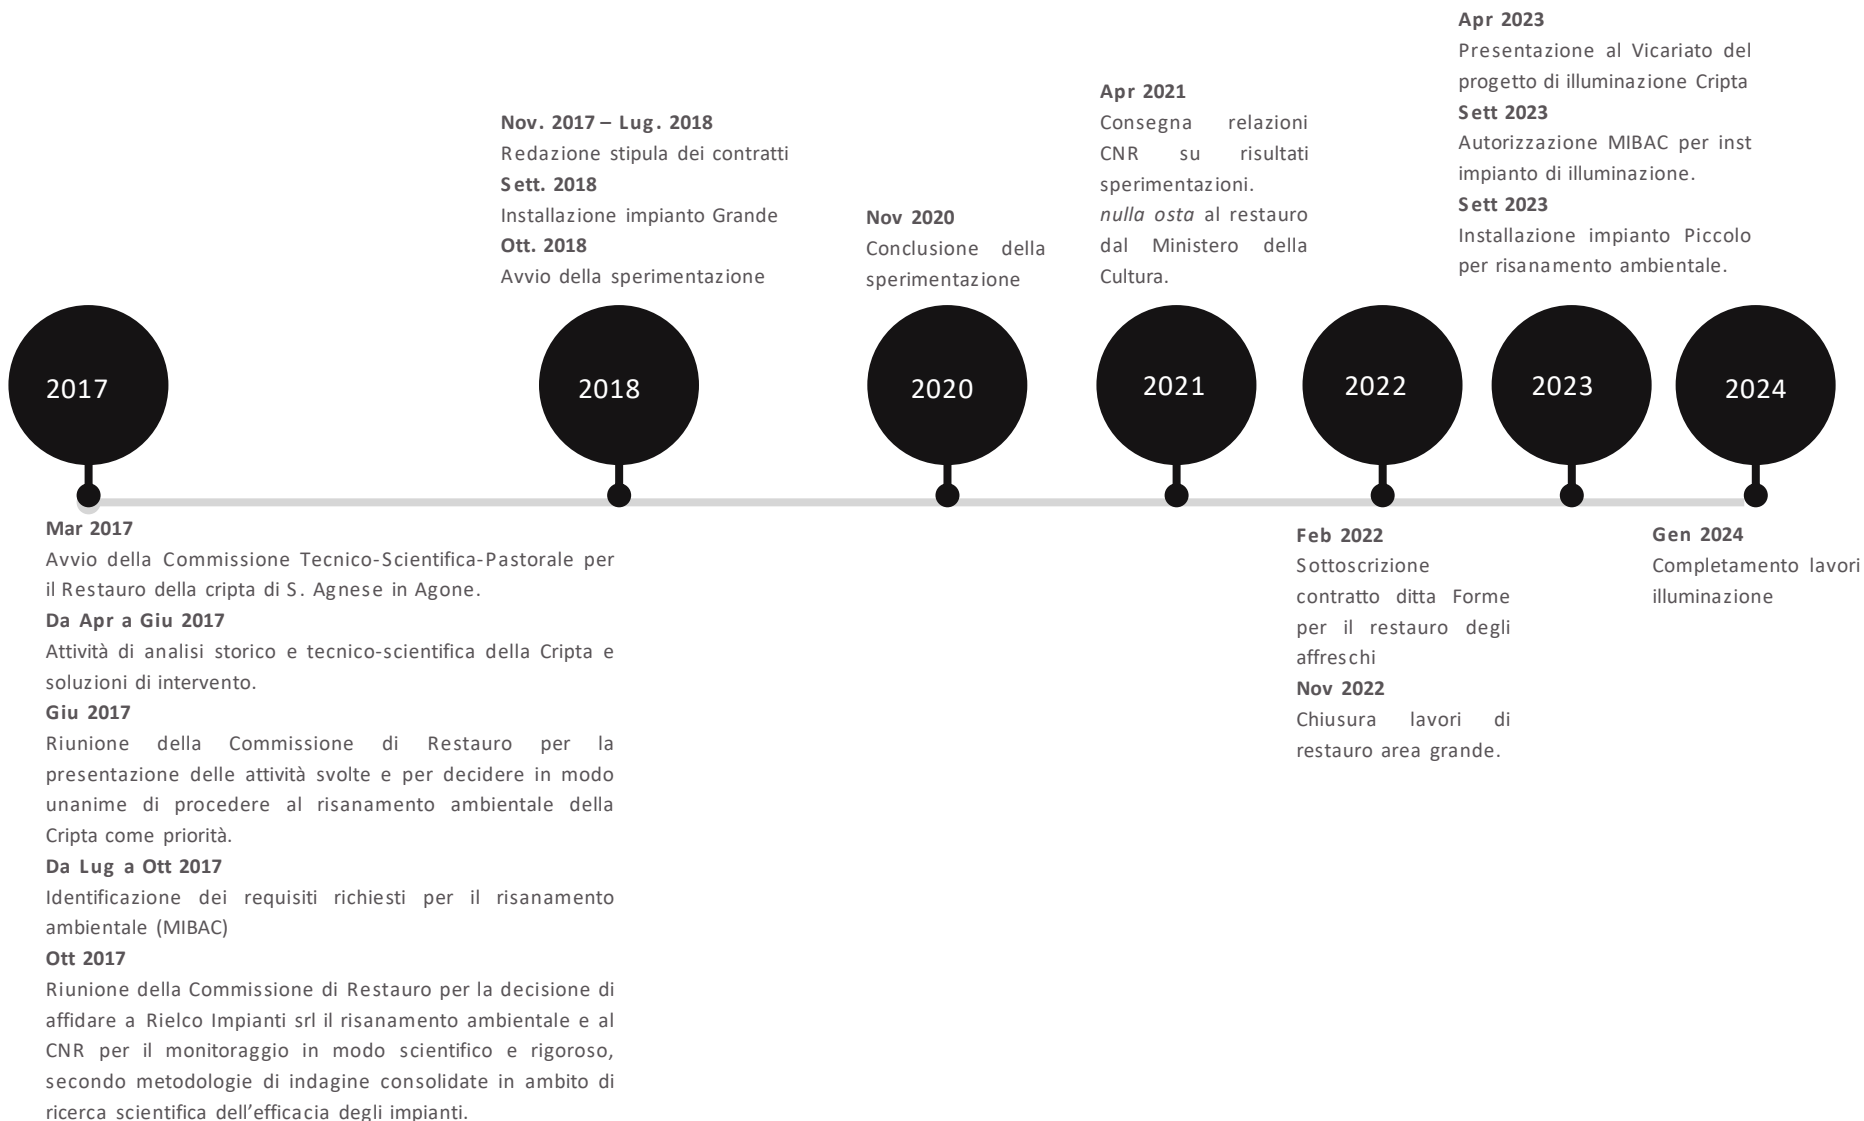 Mar 2017
Avvio della Commissione Tecnico-Scientifica-Pastorale per
il Restauro della cripta di S. Agnese in Agone.
Da Apr a Giu 2017
Attività di analisi storico e tecnico-scientifica della Cripta e
soluzioni di intervento.
Giu 2017
Riunione della Commissione di Restauro per la
presentazione delle attività svolte e per decidere in modo
unanime di procedere al risanamento ambientale della
Cripta come priorità.
Da Lug a Ott 2017
Identificazione dei requisiti richiesti per il risanamento
ambientale (MIBAC)
Ott 2017
Riunione della Commissione di Restauro per la decisione di
affidare a Rielco Impianti srl il risanamento ambientale e al
CNR per il monitoraggio in modo scientifico e rigoroso,
secondo metodologie di indagine consolidate in ambito di
ricerca scientifica dell'efficacia degli impianti.
2017
Nov. 2017 – Lug. 2018
Redazione stipula dei contratti
Sett. 2018
Installazione impianto Grande
Ott. 2018
Avvio della sperimentazione
2018
Nov 2020
Conclusione della
sperimentazione
2020
Apr 2021
Consegna relazioni
CNR su risultati
sperimentazioni.
nulla osta al restauro
dal Ministero della
Cultura.
2021
2022
Feb 2022
Sottoscrizione
contratto ditta Forme
per il restauro degli
affreschi
Nov 2022
Chiusura lavori di
restauro area grande.
Apr 2023
Presentazione al Vicariato del
progetto di illuminazione Cripta
Sett 2023
Autorizzazione MIBAC per inst
impianto di illuminazione.
Sett 2023
Installazione impianto Piccolo
per risanamento ambientale.
2023
2024
Gen 2024
Completamento lavori
illuminazione